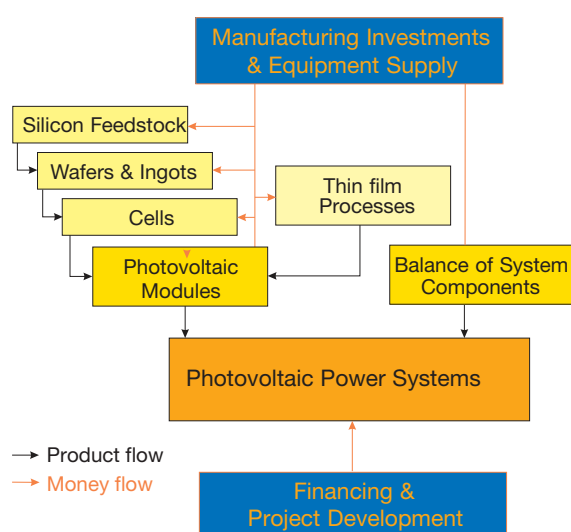 Manufacturing Investments
& Equipment Supply
Silicon Feedstock
Wafers & Ingots
Thin film
Processes
Cells
Photovoltaic
Modules
Balance of System
Components
Photovoltaic Power Systems
Product flow
Money flow
Financing &
Project Development